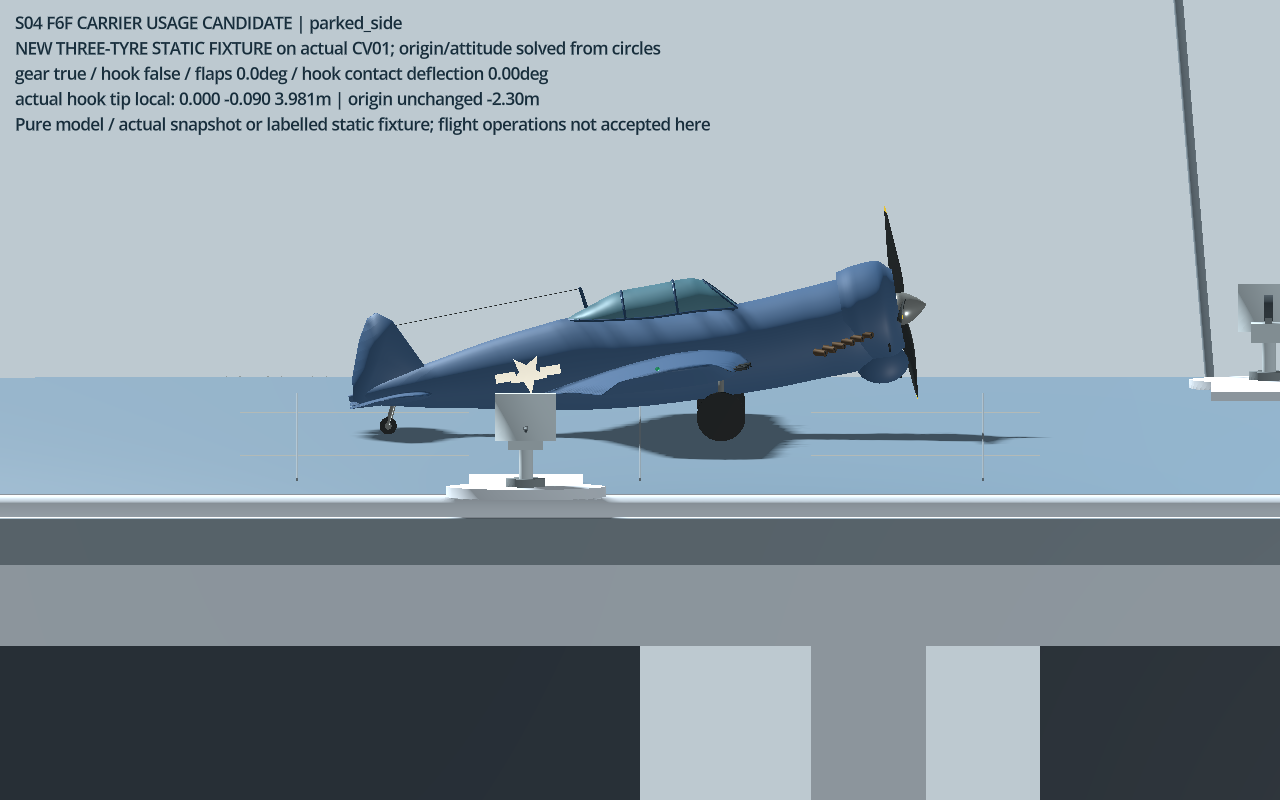 S04 F6F CARRIER USAGE CANDIDATE | parked_side
NEW THREE-TYRE STATIC FIXTURE on actual CV01; origin/attitude solved from circles
gear true / hook false / flaps 0.0deg / hook contact deflection 0.00deg
actual hook tip local: 0.000 -0.090 3.981m | origin unchanged -2.30m
Pure model / actual snapshot or labelled static fixture; flight operations not accepted here